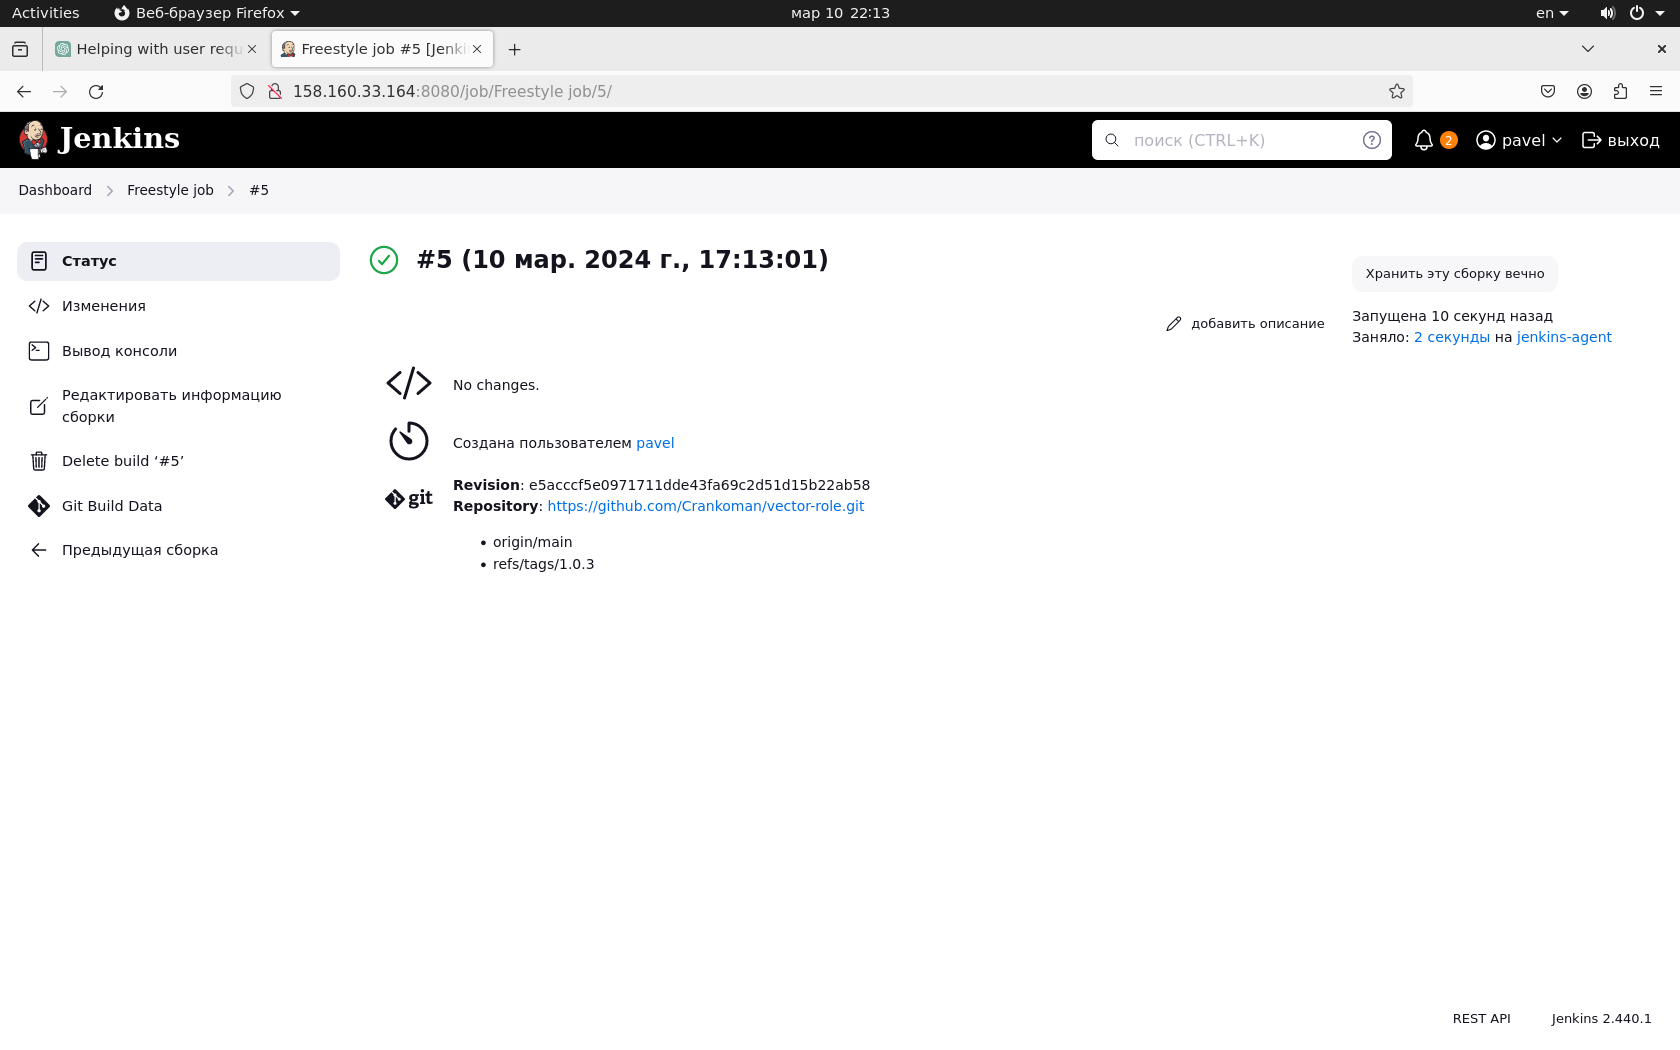 Activities
Веб-браузер Firefox
мар 10 22:13
en
Helping with user requ
Freestyle job #5 [Jenki
158.160.33.164:8080/job/Freestyle job/5/
Jenkins
поиск (CTRL+K)
2
pavel
выход
Dashboard
Freestyle job
#5
Статус
Изменения
Вывод консоли
Редактировать информацию
сборки
Delete build ‘#5’
Git Build Data
Предыдущая сборка
#5 (10 мар. 2024 г., 17:13:01)
Хранить эту сборку вечно
добавить описание
Запущена 10 секунд назад
Заняло: 2 секунды на jenkins-agent
No changes.
Создана пользователем pavel
git
Revision: e5acccf5e0971711dde43fa69c2d51d15b22ab58
Repository: https://github.com/Crankoman/vector-role.git
• origin/main
• refs/tags/1.0.3
REST API
Jenkins 2.440.1